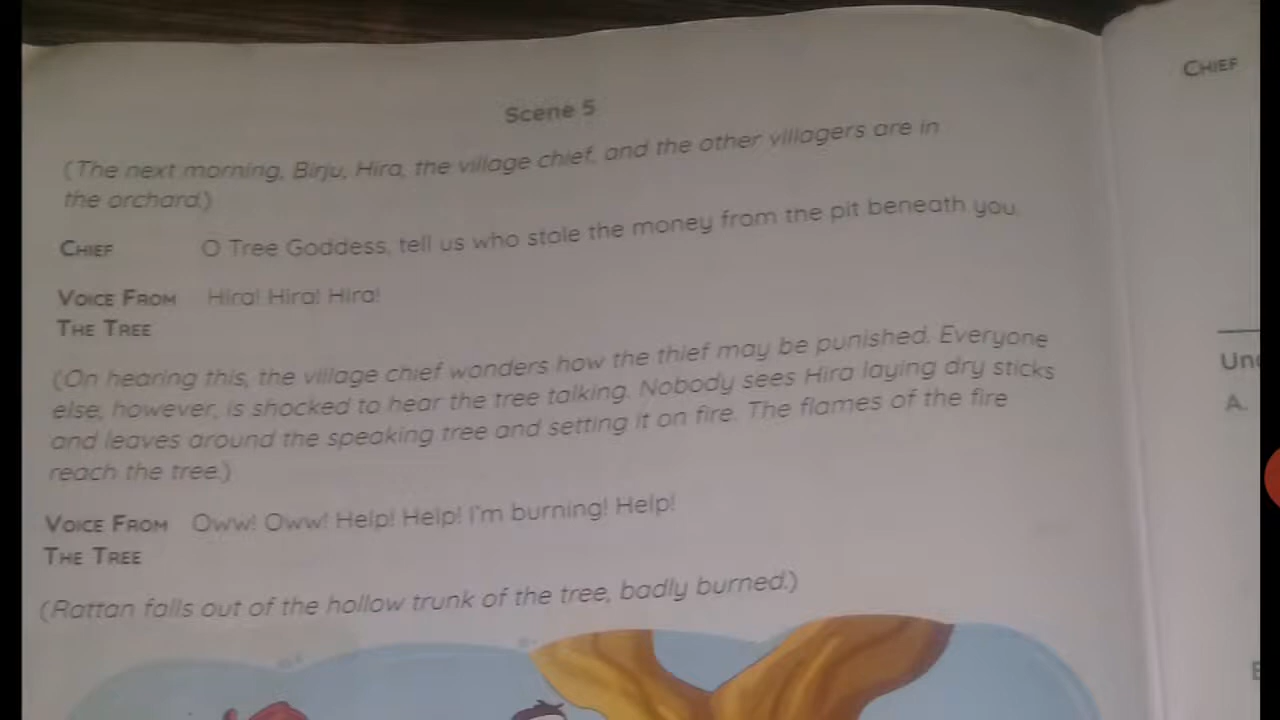 Scene 5
(The next morning, Birju, Hira, the village chief, and the other villagers are in
the orchard.)
CHIEF O Tree Goddess, tell us who stole the money from the pit beneath you.
VOICE FROM Hira! Hira! Hira!
THE TREE
(On hearing this, the village chief wonders how the thief may be punished. Everyone
else, however, is shocked to hear the tree talking. Nobody sees Hira laying dry sticks
and leaves around the speaking tree and setting it on fire. The flames of the fire
reach the tree.)
VOICE FROM Oww! Oww! Help! Help! I'm burning! Help!
THE TREE
(Rattan falls out of the hollow trunk of the tree, badly burned.)
CHIEF
A.